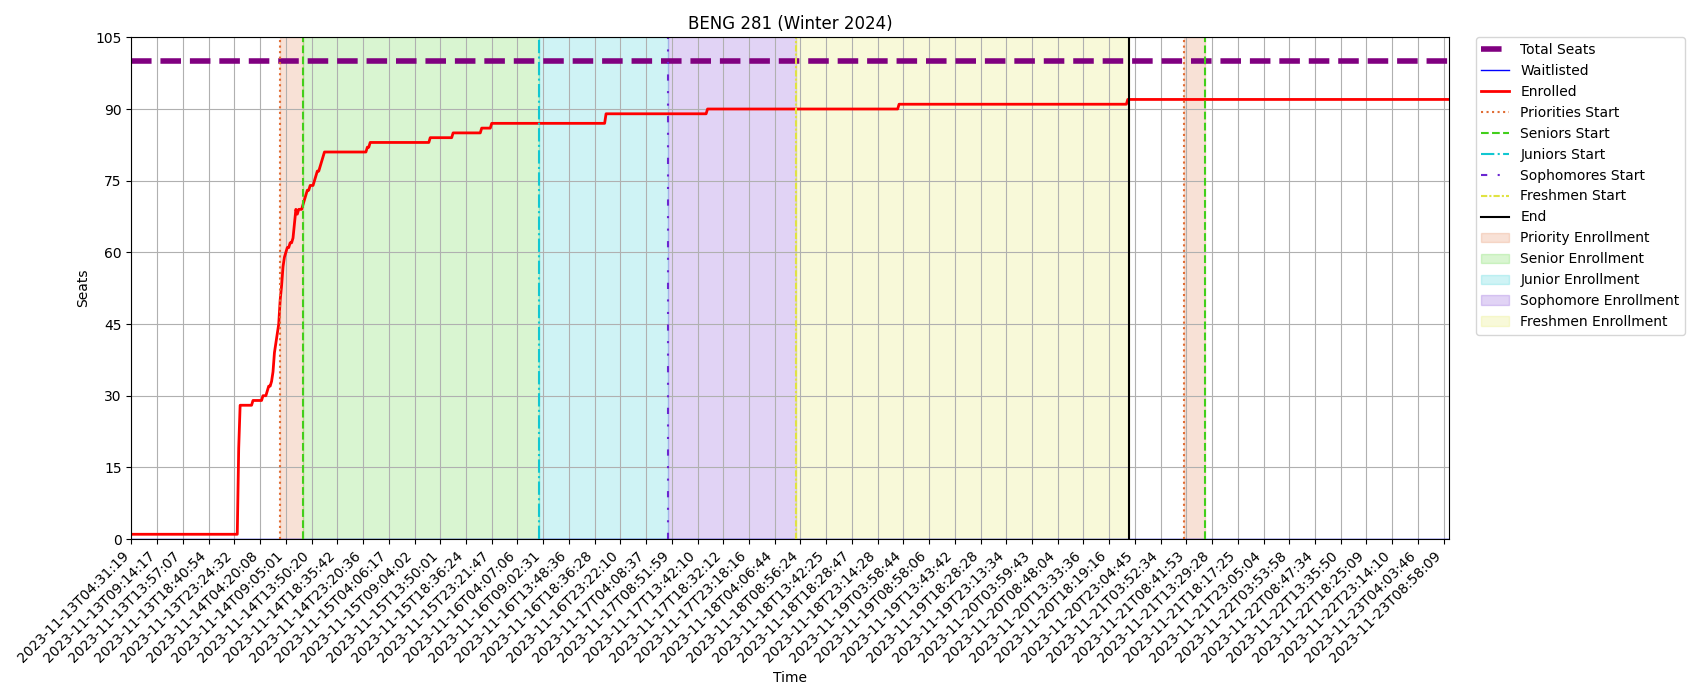 BENG 281 (Winter 2024)
105
90
75
60
45
30
15
0
Seats
2023-11-13T04:31:19
2023-11-13T09:14:17
2023-11-13T13:57:07
2023-11-13T18:40:54
2023-11-13T23:24:32
2023-11-14T04:20:08
2023-11-14T09:05:01
2023-11-14T13:50:20
2023-11-14T18:35:42
2023-11-14T23:20:36
2023-11-15T04:06:17
2023-11-15T09:04:02
2023-11-15T13:50:01
2023-11-15T18:36:24
2023-11-15T23:21:47
2023-11-16T04:07:06
2023-11-16T09:02:31
2023-11-16T13:48:36
2023-11-16T18:36:28
2023-11-16T23:22:10
2023-11-17T04:08:37
2023-11-17T08:51:59
2023-11-17T13:42:10
2023-11-17T18:32:12
2023-11-17T23:18:16
2023-11-18T04:06:44
2023-11-18T08:56:24
2023-11-18T13:42:25
2023-11-18T18:28:47
2023-11-18T23:14:28
2023-11-19T03:58:44
2023-11-19T08:58:06
2023-11-19T13:43:42
2023-11-19T18:28:28
2023-11-19T23:13:34
2023-11-20T03:59:43
2023-11-20T08:48:04
2023-11-20T13:33:36
2023-11-20T18:19:16
2023-11-20T23:04:45
2023-11-21T03:52:34
2023-11-21T08:41:53
2023-11-21T13:29:28
2023-11-21T18:17:25
2023-11-21T23:05:04
2023-11-22T03:53:58
2023-11-22T08:47:34
2023-11-22T13:35:50
2023-11-22T18:25:09
2023-11-22T23:14:10
2023-11-23T04:03:46
2023-11-23T08:58:09
Time
Total Seats
Waitlisted
Enrolled
Priorities Start
Seniors Start
Juniors Start
Sophomores Start
Freshmen Start
End
Priority Enrollment
Senior Enrollment
Junior Enrollment
Sophomore Enrollment
Freshmen Enrollment